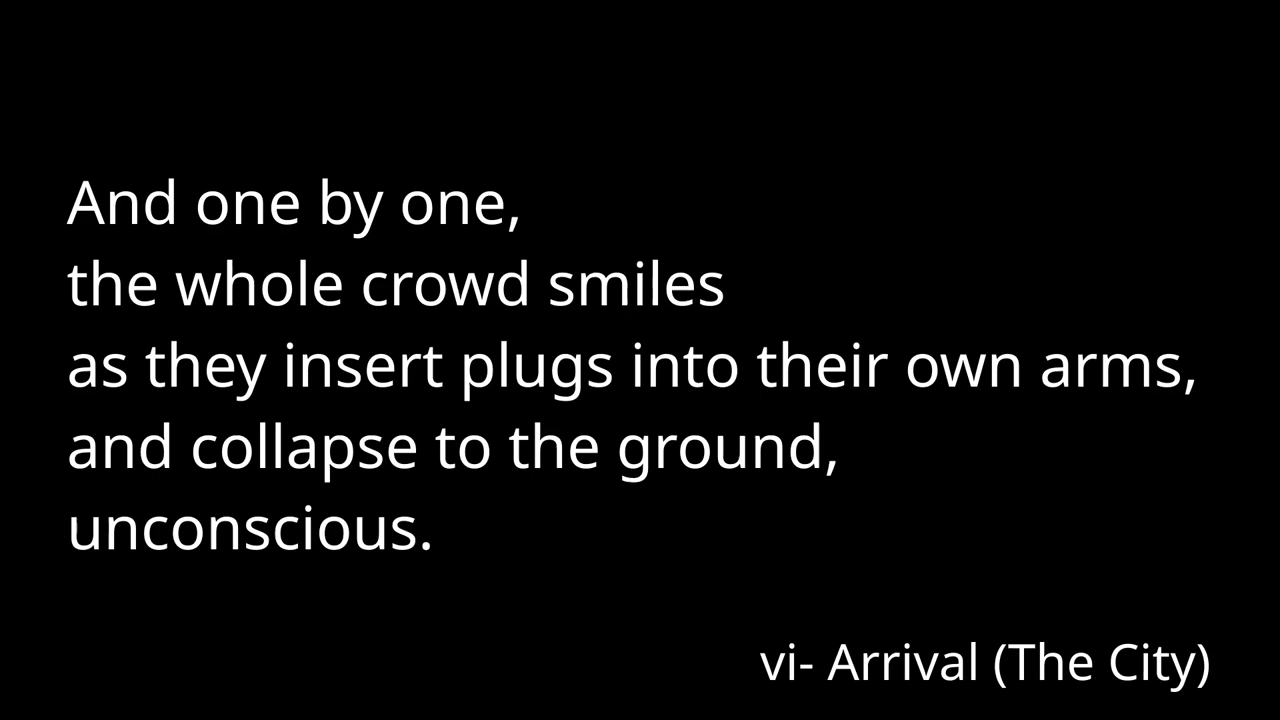 And one by one,
the whole crowd smiles
as they insert plugs into their own arms,
and collapse to the ground,
unconscious.
vi- Arrival (The City)